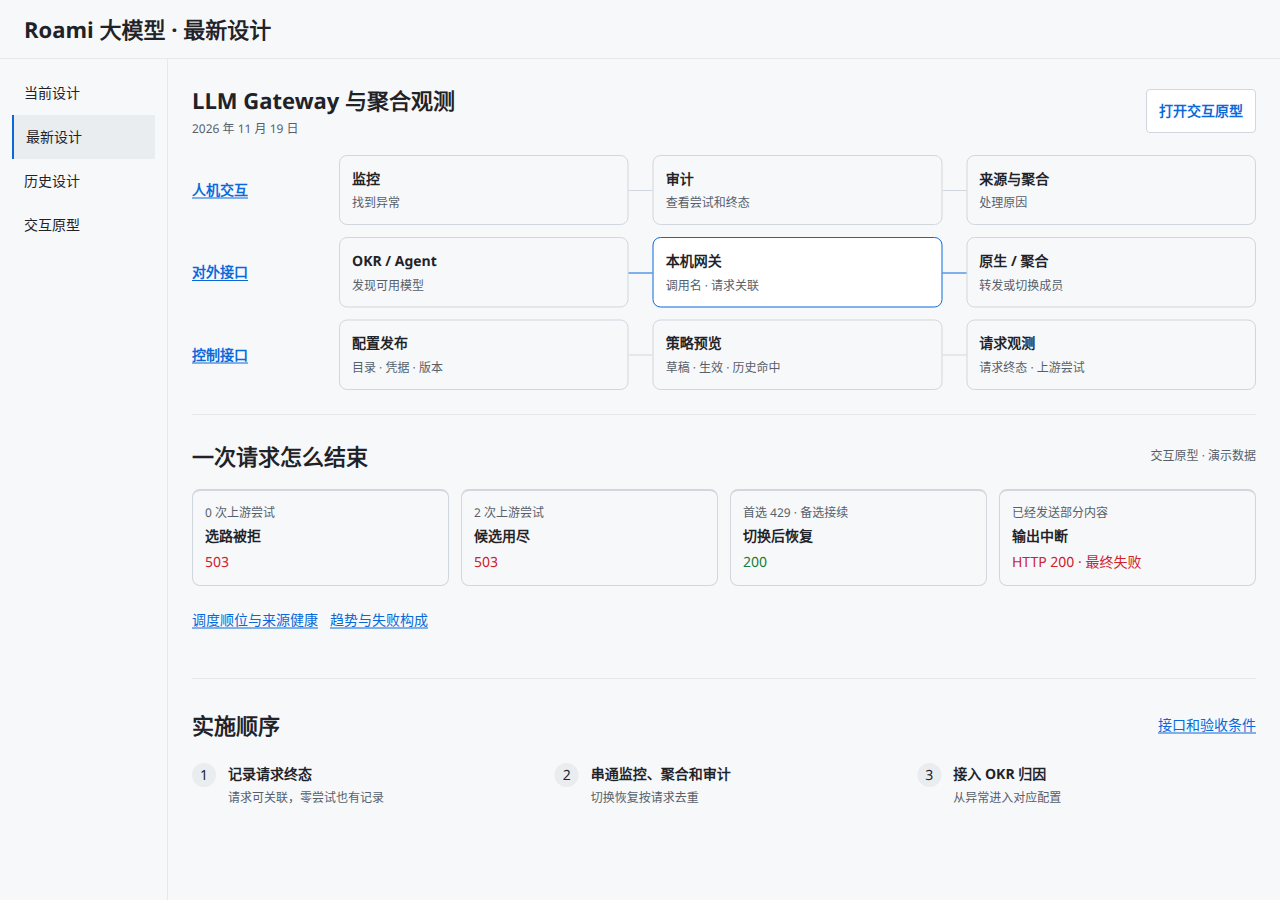 Roami 大模型 · 最新设计
当前设计
最新设计
历史设计
交互原型
LLM Gateway 与聚合观测
2026 年 11 月 19 日
打开交互原型
人机交互
监控
找到异常
审计
查看尝试和终态
来源与聚合
处理原因
对外接口
OKR / Agent
发现可用模型
本机网关
调用名 · 请求关联
原生 / 聚合
转发或切换成员
控制接口
配置发布
目录 · 凭据 · 版本
策略预览
草稿 · 生效 · 历史命中
请求观测
请求终态 · 上游尝试
一次请求怎么结束
交互原型 · 演示数据
0 次上游尝试
选路被拒
503
2 次上游尝试
候选用尽
503
首选 429 · 备选接续
切换后恢复
200
已经发送部分内容
输出中断
HTTP 200 · 最终失败
调度顺位与来源健康 趋势与失败构成
实施顺序
接口和验收条件
1 记录请求终态
请求可关联，零尝试也有记录
2 串通监控、聚合和审计
切换恢复按请求去重
3 接入 OKR 归因
从异常进入对应配置